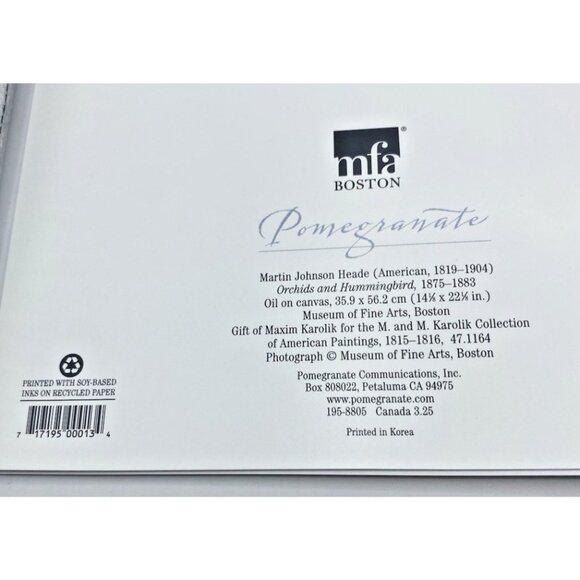 mfa®
BOSTON
Pomegranate
Martin Johnson Heade (American, 1819–1904)
Orchids and Hummingbird, 1875–1883
Oil on canvas, 35.9 x 56.2 cm (14⅛ x 22⅛ in.)
Museum of Fine Arts, Boston
Gift of Maxim Karolik for the M. and M. Karolik Collection
of American Paintings, 1815–1816, 47.1164
Photograph © Museum of Fine Arts, Boston
Pomegranate Communications, Inc.
Box 808022, Petaluma CA 94975
www.pomegranate.com
195-8805 Canada 3.25
Printed in Korea
PRINTED WITH SOY-BASED
INKS ON RECYCLED PAPER
7 17195 00013 4